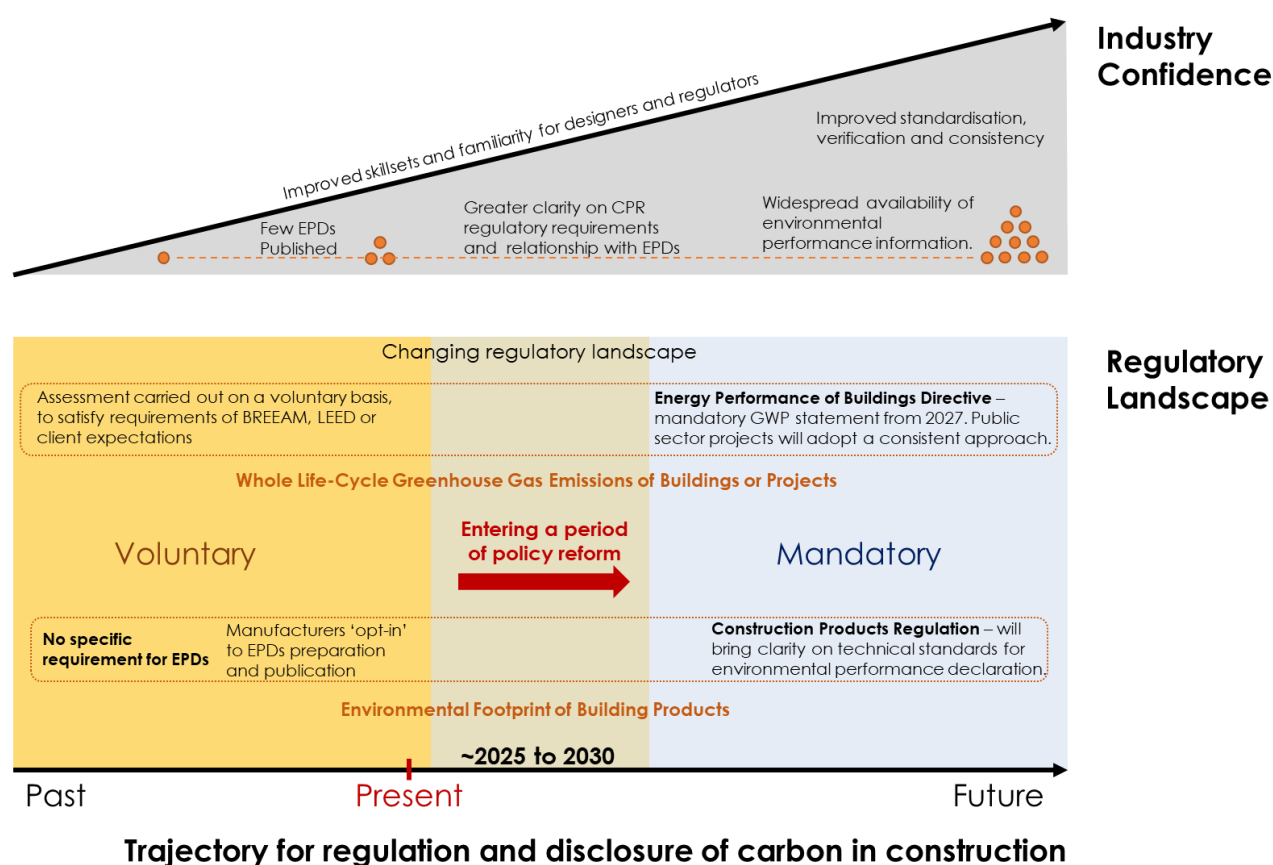 Industry
Confidence
Improved skillsets and familiarity for designers and regulators
Improved standardisation,
verification and consistency
Few EPDs
Published
Greater clarity on CPR
regulatory requirements
and relationship with EPDs
Widespread availability of
environmental
performance information.
Changing regulatory landscape
Regulatory
Landscape
Assessment carried out on a voluntary basis,
to satisfy requirements of BREEAM, LEED or
client expectations
Energy Performance of Buildings Directive –
mandatory GWP statement from 2027. Public
sector projects will adopt a consistent approach.
Whole Life-Cycle Greenhouse Gas Emissions of Buildings or Projects
Voluntary
Entering a period
of policy reform
Mandatory
No specific
requirement for EPDs
Manufacturers ‘opt-in’
to EPDs preparation
and publication
Construction Products Regulation – will
bring clarity on technical standards for
environmental performance declaration.
Environmental Footprint of Building Products
~2025 to 2030
Past
Present
Future
Trajectory for regulation and disclosure of carbon in construction